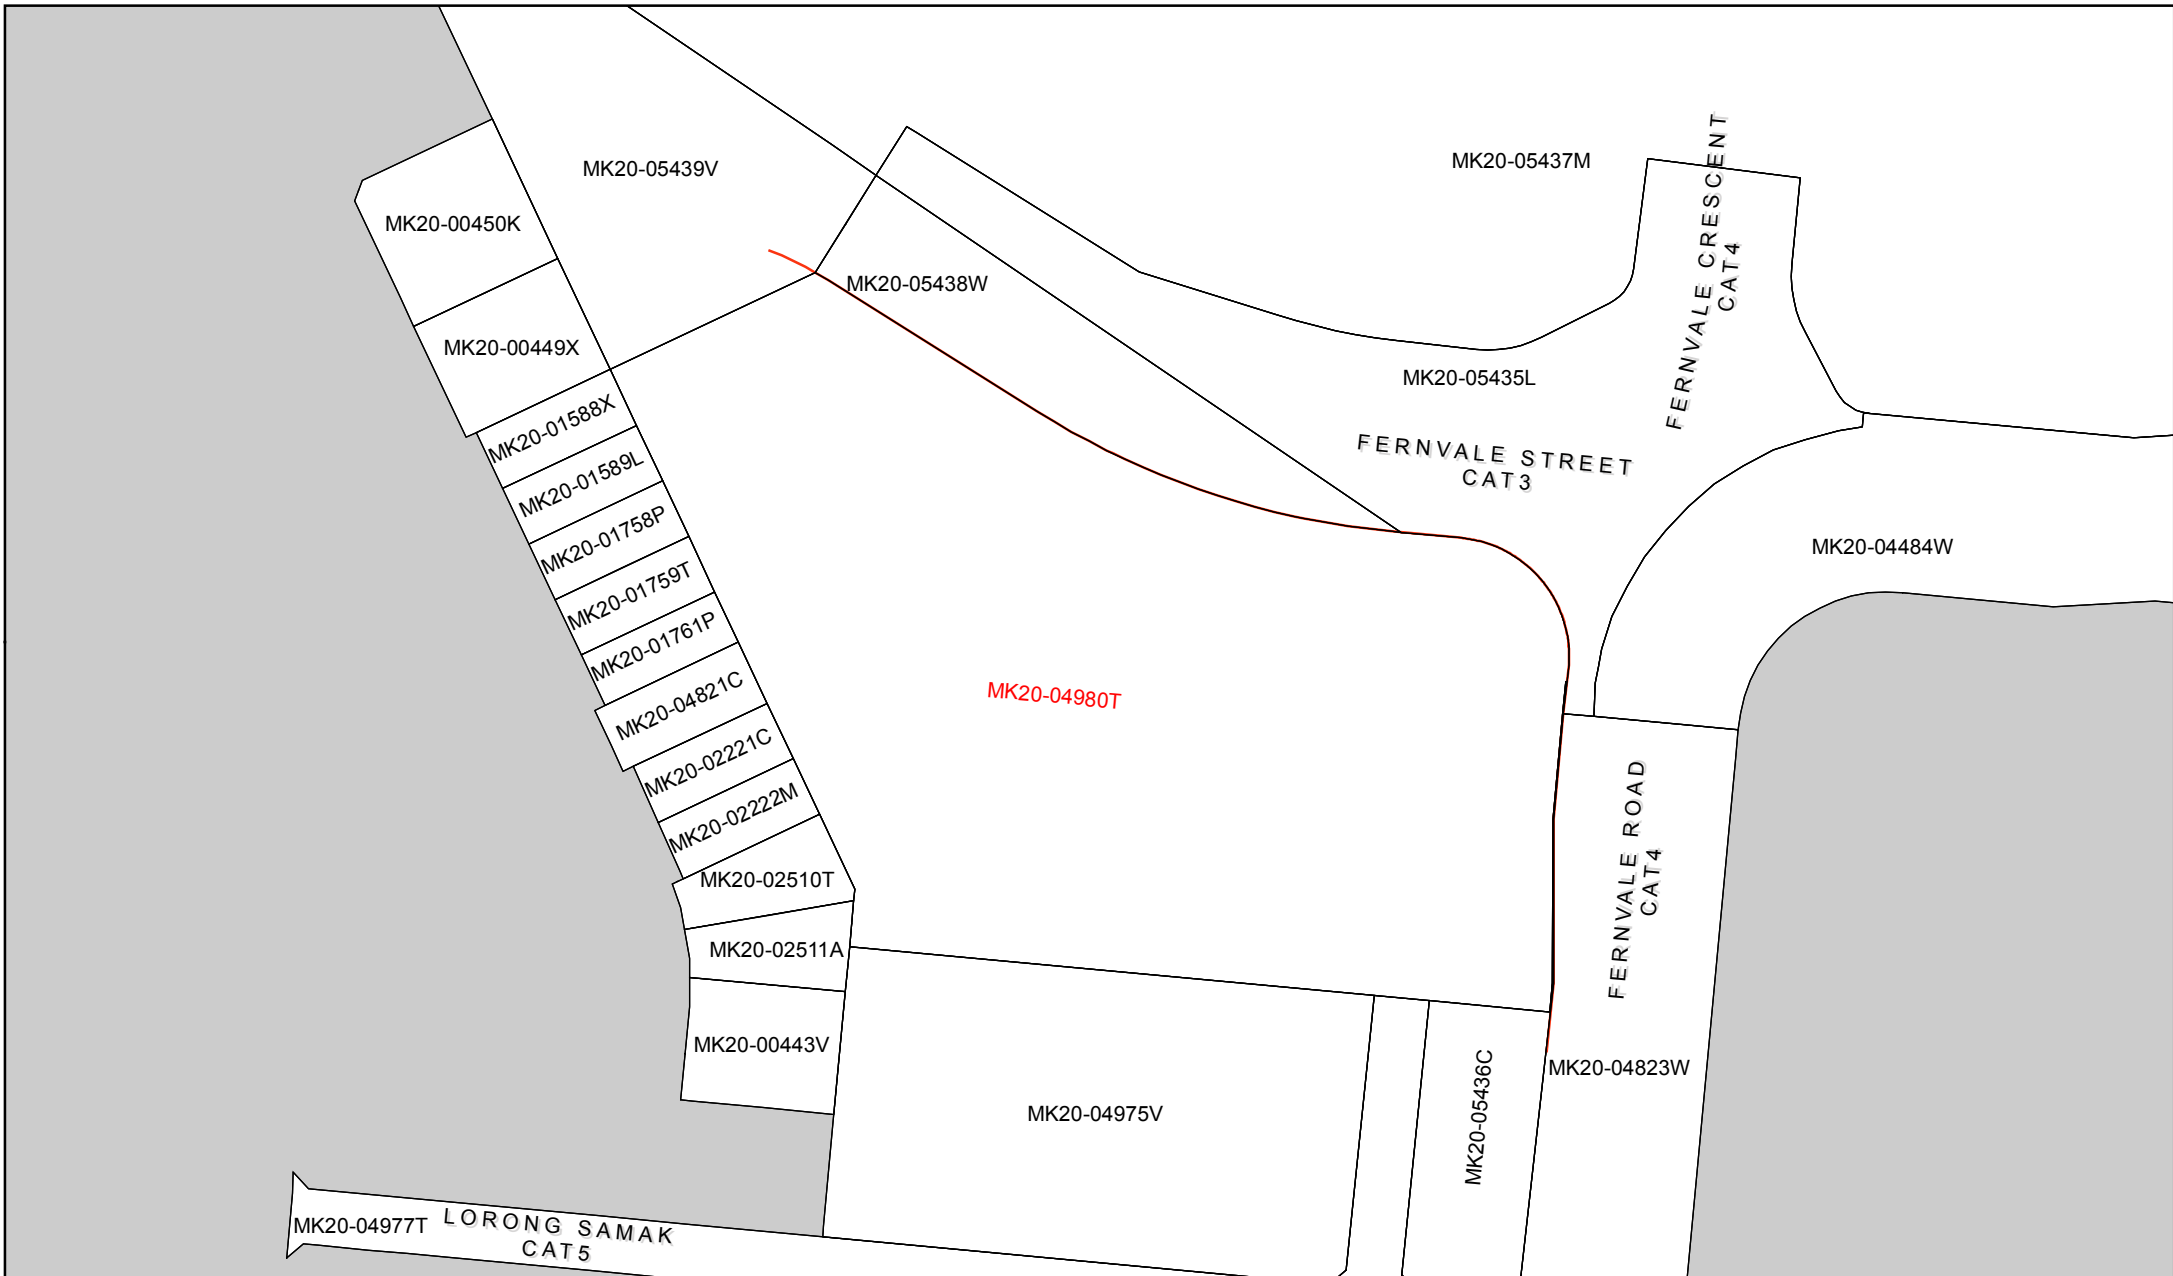 MK20-05439V
MK20-05437M
FERNVALE CRESCENT
CAT4
MK20-00450K
MK20-05438W
MK20-00449X
MK20-05435L
MK20-01588X
FERNVALE STREET
CAT3
MK20-01589L
MK20-01758P
MK20-04484W
MK20-01759T
MK20-01761P
MK20-04980T
MK20-04821C
MK20-02221C
MK20-02222M
FERNVALE ROAD
CAT4
MK20-02510T
MK20-02511A
MK20-00443V
MK20-04823W
MK20-04975V
MK20-05436C
MK20-04977T
LORONG SAMAK
CAT5